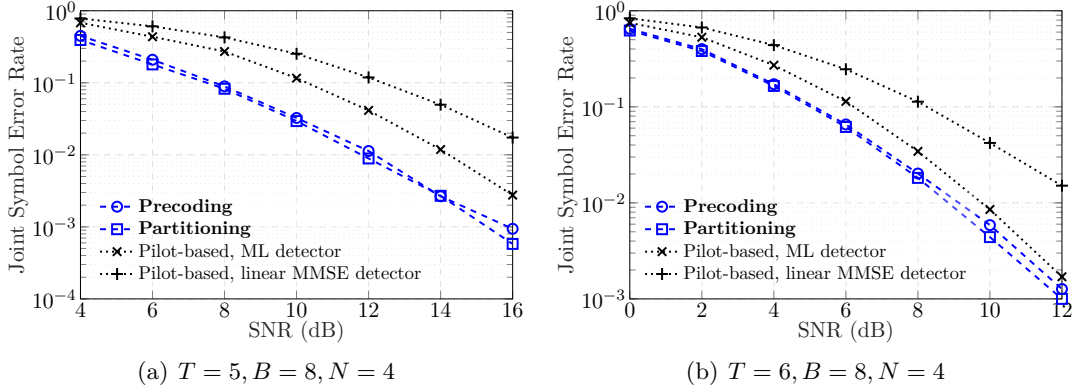 Joint Symbol Error Rate
10^0
10^{-1}
10^{-2}
10^{-3}
10^{-4}
4 6 8 10 12 14 16
SNR (dB)
Precoding
Partitioning
Pilot-based, ML detector
Pilot-based, linear MMSE detector
(a) T = 5, B = 8, N = 4
Joint Symbol Error Rate
10^0
10^{-1}
10^{-2}
10^{-3}
0 2 4 6 8 10 12
SNR (dB)
Precoding
Partitioning
Pilot-based, ML detector
Pilot-based, linear MMSE detector
(b) T = 6, B = 8, N = 4